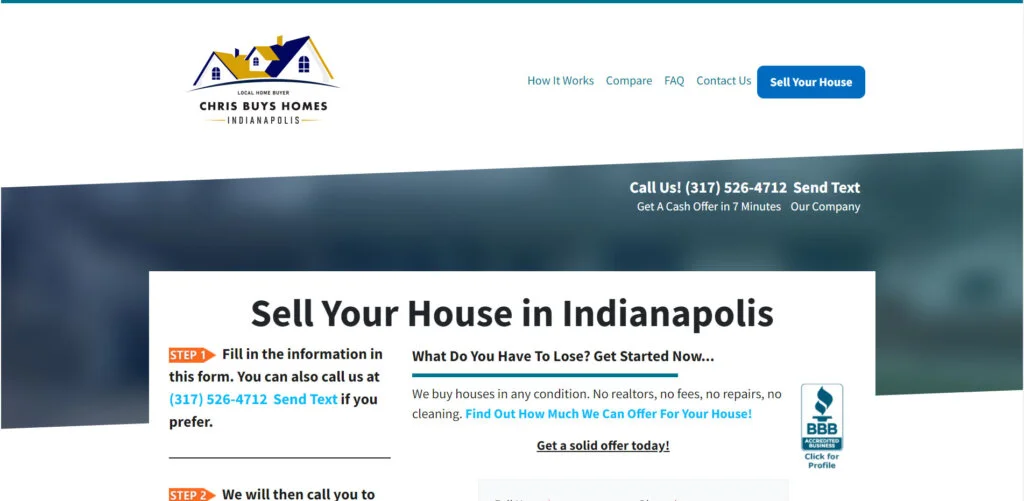 LOCAL HOME BUYER
CHRIS BUYS HOMES
INDIANAPOLIS
How It Works Compare FAQ Contact Us Sell Your House
Call Us! (317) 526-4712 Send Text
Get A Cash Offer in 7 Minutes Our Company
Sell Your House in Indianapolis
STEP 1 Fill in the information in
this form. You can also call us at
(317) 526-4712 Send Text if you
prefer.
STEP 2 We will then call you to
What Do You Have To Lose? Get Started Now...
We buy houses in any condition. No realtors, no fees, no repairs, no
cleaning. Find Out How Much We Can Offer For Your House!
Get a solid offer today!
BBB
ACCREDITED
BUSINESS
Click for
Profile